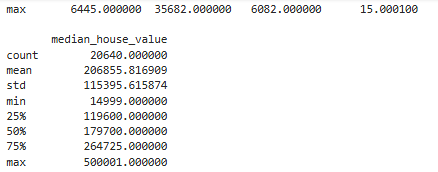 max 6445.000000 35682.000000 6082.000000 15.000100
median_house_value
count 20640.000000
mean 206855.816909
std 115395.615874
min 14999.000000
25% 119600.000000
50% 179700.000000
75% 264725.000000
max 500001.000000